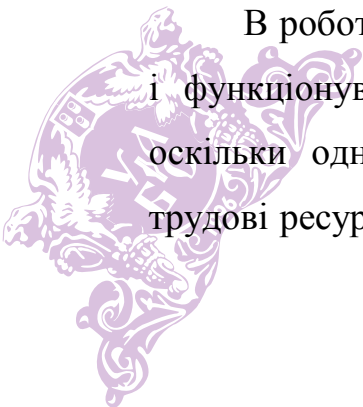 В робот
і функціонув
оскільки одн
трудові ресур